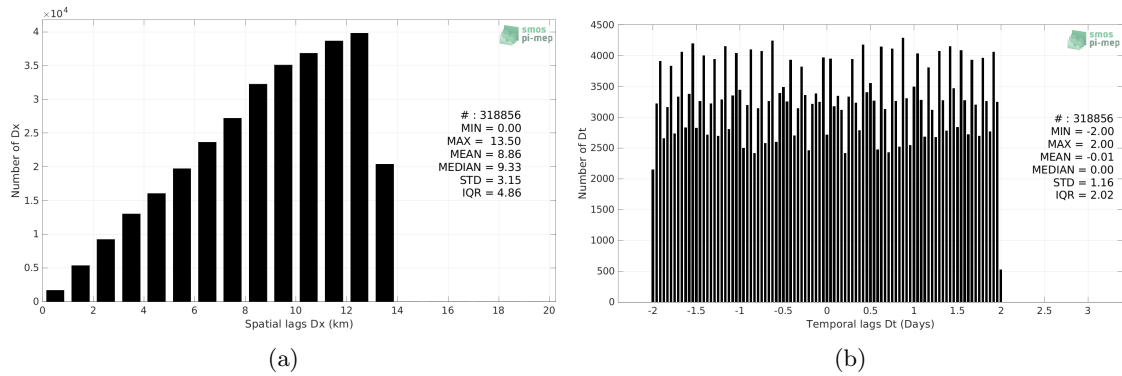 ×10⁴
4
3.5
3
2.5
2
1.5
1
0.5
0
Number of Dx
smos
pi-mep
# : 318856
MIN = 0.00
MAX = 13.50
MEAN = 8.86
MEDIAN = 9.33
STD = 3.15
IQR = 4.86
0 2 4 6 8 10 12 14 16 18 20
Spatial lags Dx (km)
(a)
4500
4000
3500
3000
2500
2000
1500
1000
500
0
Number of Dt
smos
pi-mep
# : 318856
MIN = -2.00
MAX = 2.00
MEAN = -0.01
MEDIAN = 0.00
STD = 1.16
IQR = 2.02
-2 -1.5 -1 -0.5 0 0.5 1 1.5 2 2.5 3
Temporal lags Dt (Days)
(b)